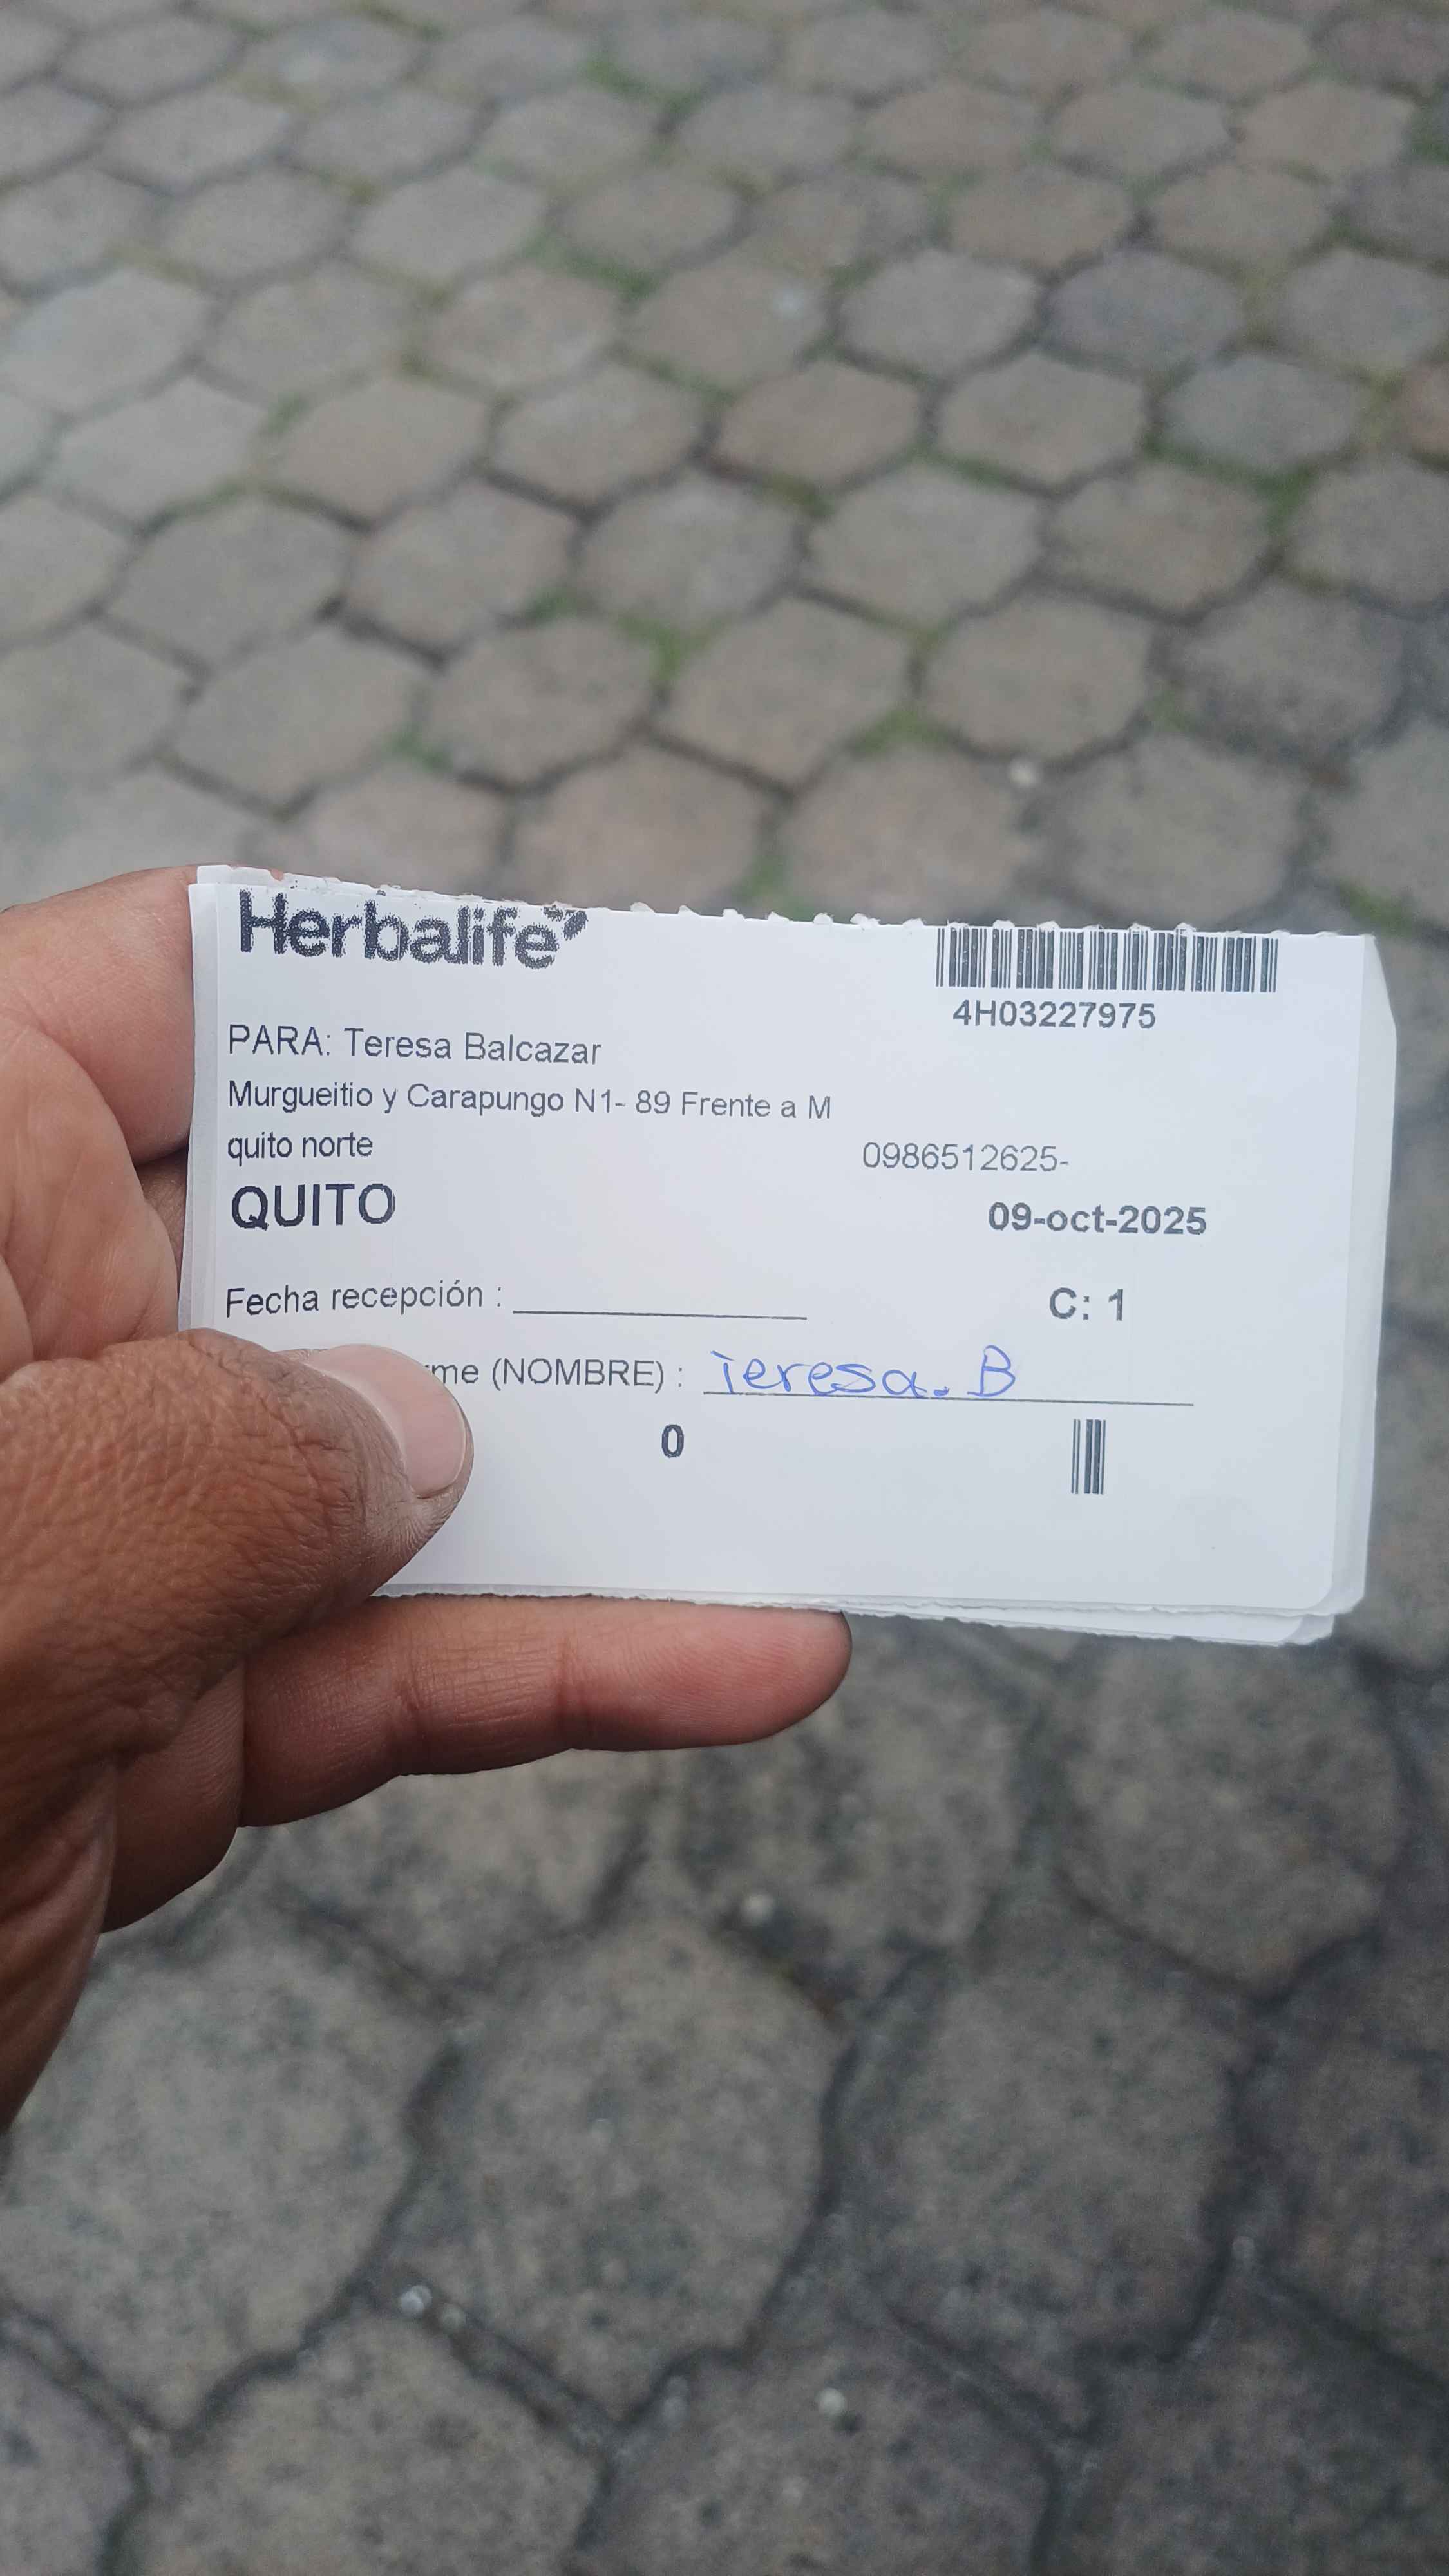 Herbalife
4H03227975
PARA: Teresa Balcazar
Murgueitio y Carapungo N1- 89 Frente a M
quito norte
0986512625-
QUITO
09-oct-2025
Fecha recepción :
C: 1
(NOMBRE) : Teresa. B
0